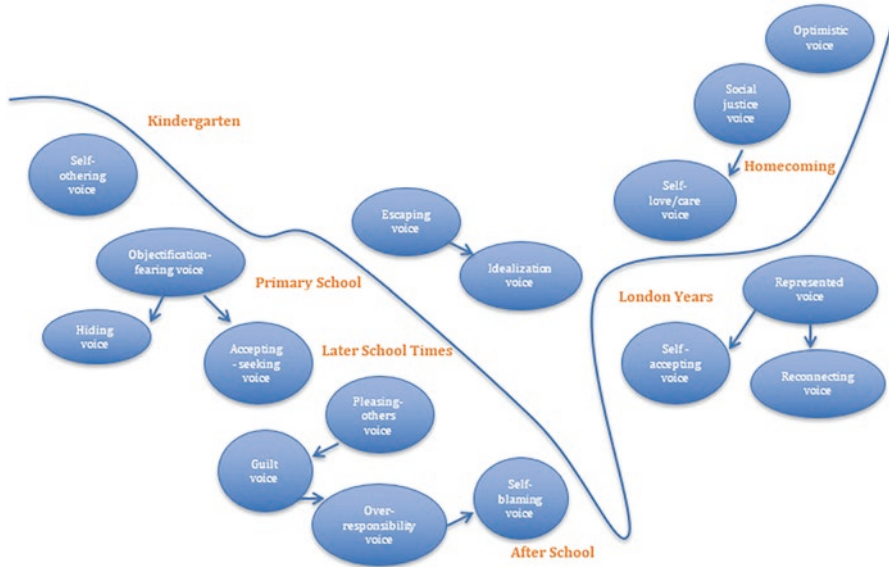 Optimistic
voice
Social
justice
voice
Kindergarten
Self-
othering
voice
Homecoming
Self-
love/care
voice
Escaping
voice
Objectification-
fearing voice
Idealization
voice
Primary School
London Years
Represented
voice
Hiding
voice
Accepting
-seeking
voice
Later School Times
Self -
accepting
voice
Reconnecting
voice
Pleasing-
others
voice
Guilt
voice
Self-
blaming
voice
Over-
responsibility
voice
After School